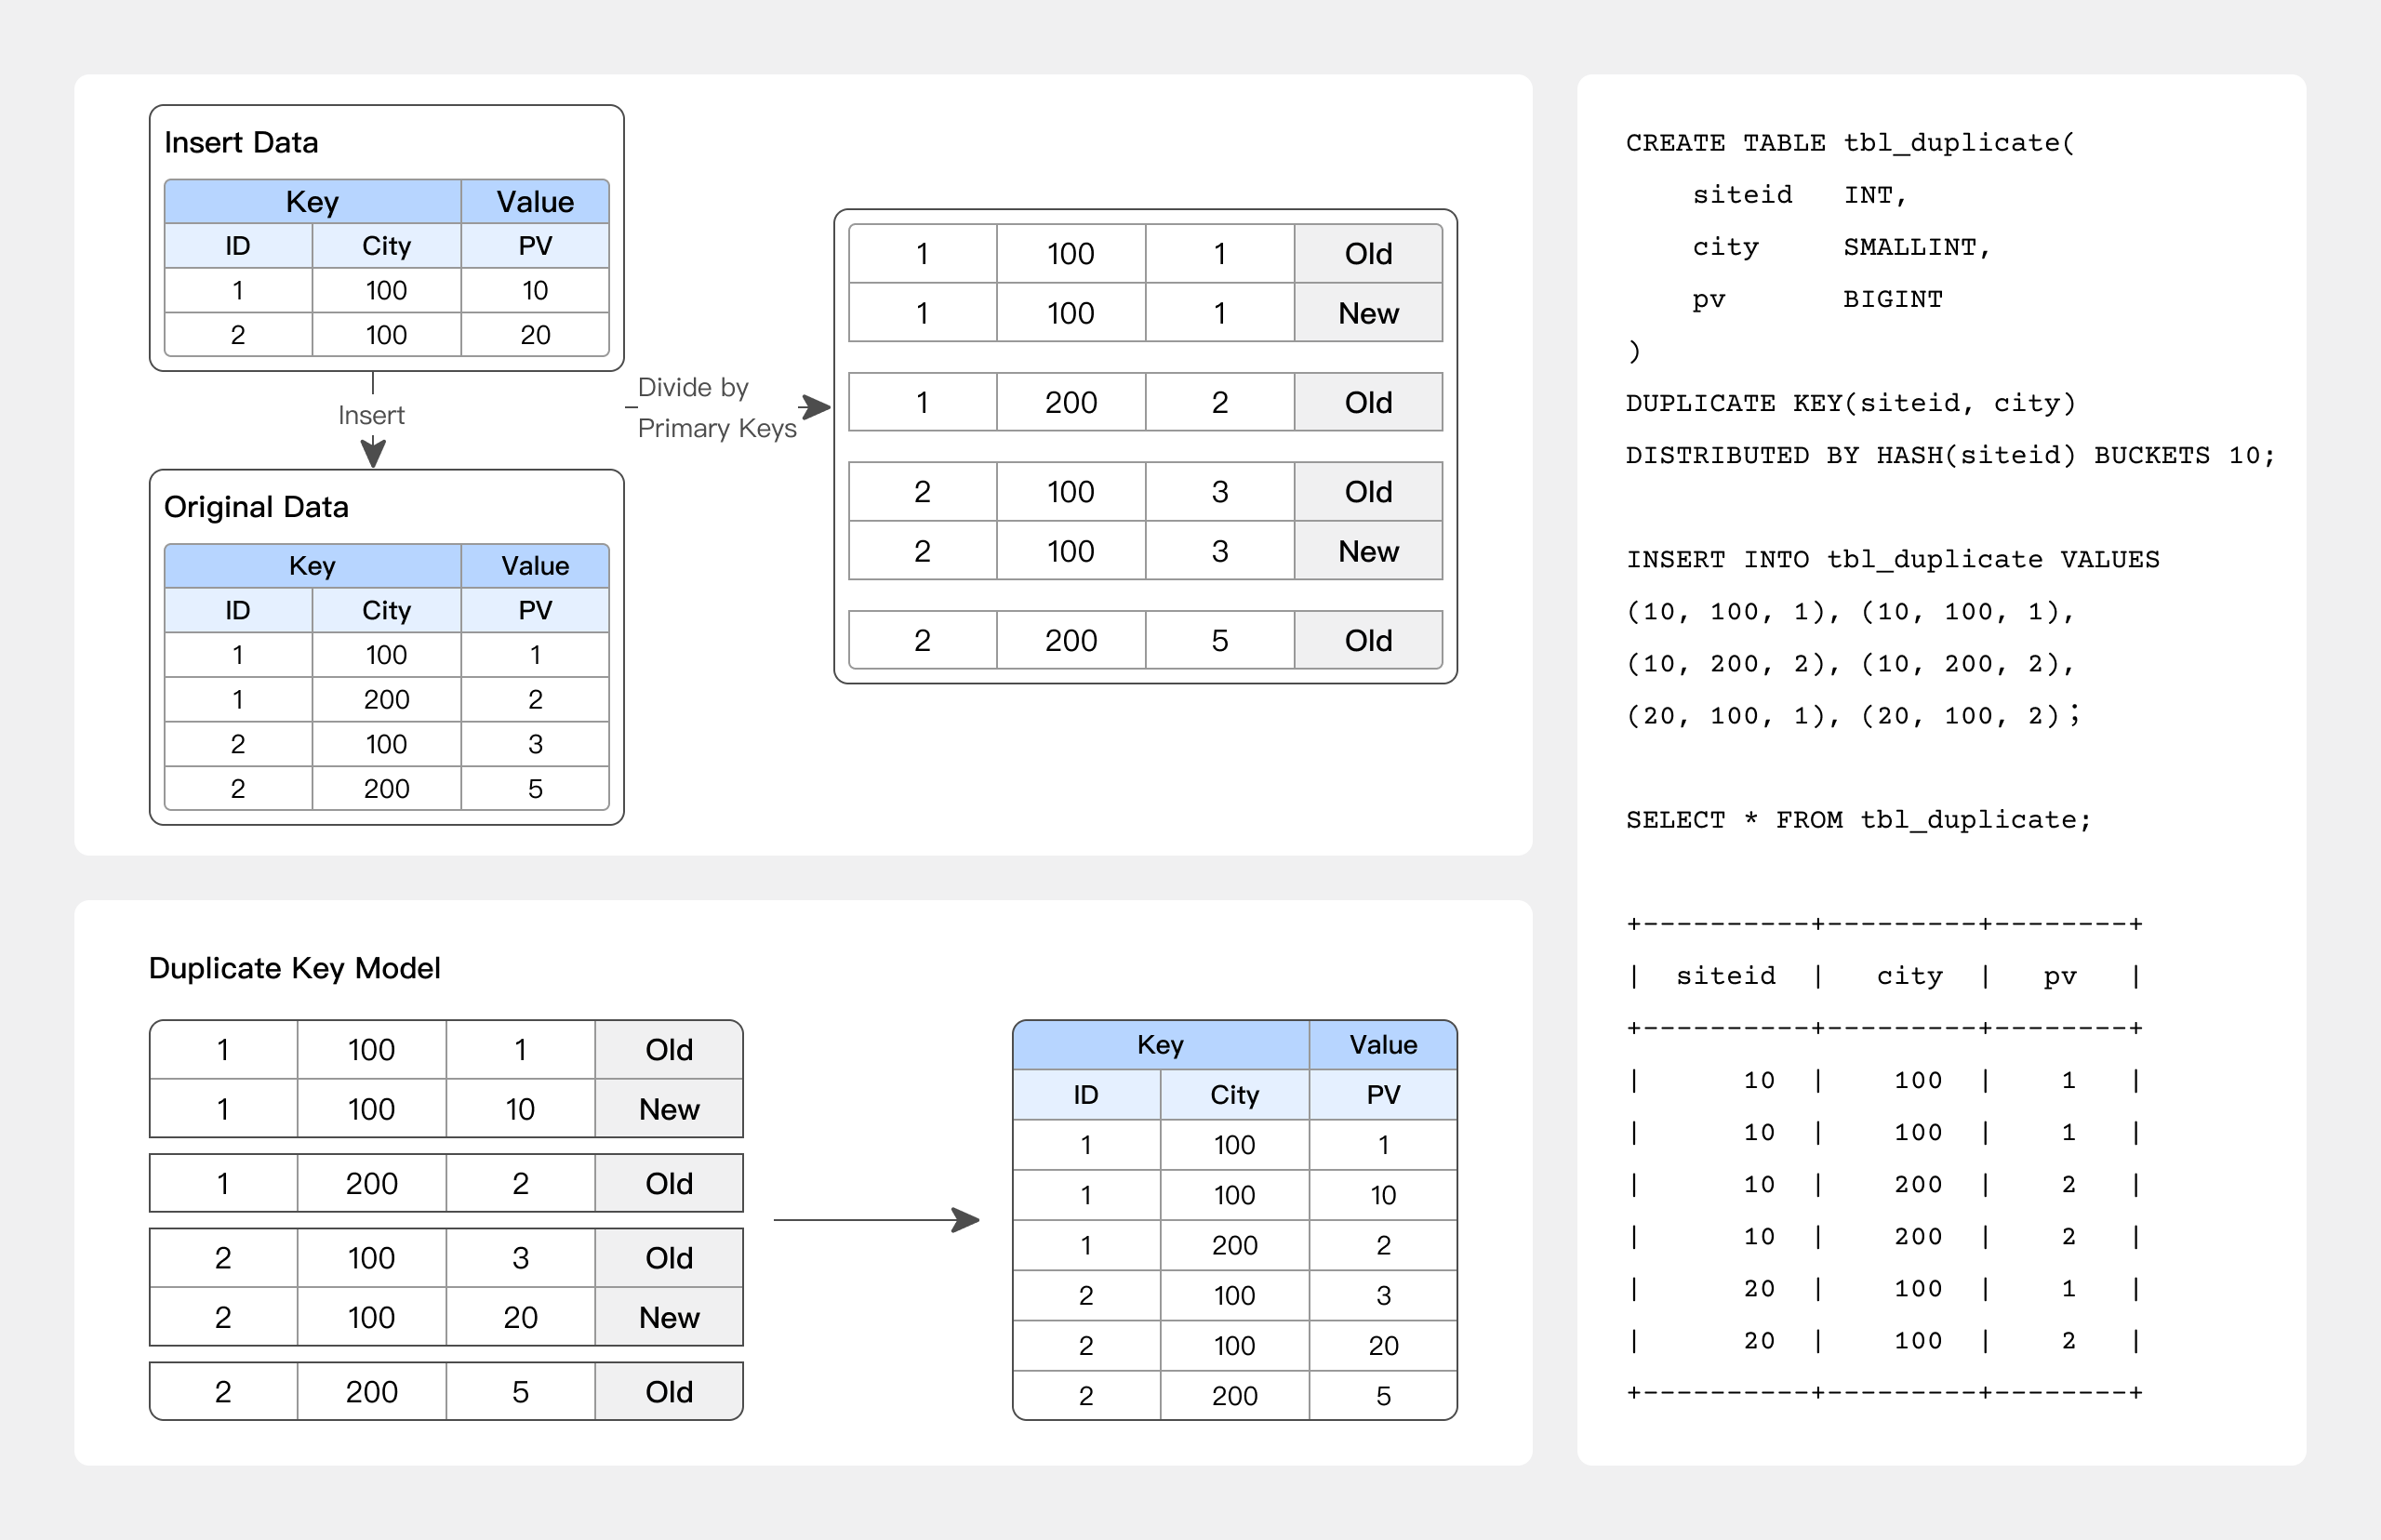 Insert Data
Key Value
ID City PV
1 100 10
2 100 20
Insert
Original Data
Key Value
ID City PV
1 100 1
1 200 2
2 100 3
2 200 5
Divide by
Primary Keys
1 100 1 Old
1 100 1 New
1 200 2 Old
2 100 3 Old
2 100 3 New
2 200 5 Old
Duplicate Key Model
1 100 1 Old
1 100 10 New
1 200 2 Old
2 100 3 Old
2 100 20 New
2 200 5 Old
Key Value
ID City PV
1 100 1
1 100 10
1 200 2
2 100 3
2 100 20
2 200 5
CREATE TABLE tbl_duplicate(
    siteid   INT,
    city     SMALLINT,
    pv       BIGINT
)
DUPLICATE KEY(siteid, city)
DISTRIBUTED BY HASH(siteid) BUCKETS 10;
INSERT INTO tbl_duplicate VALUES
(10, 100, 1), (10, 100, 1),
(10, 200, 2), (10, 200, 2),
(20, 100, 1), (20, 100, 2);
SELECT * FROM tbl_duplicate;
+----------+---------+--------+
|  siteid  |   city  |   pv   |
+----------+---------+--------+
|      10  |    100  |    1   |
|      10  |    100  |    1   |
|      10  |    200  |    2   |
|      10  |    200  |    2   |
|      20  |    100  |    1   |
|      20  |    100  |    2   |
+----------+---------+--------+